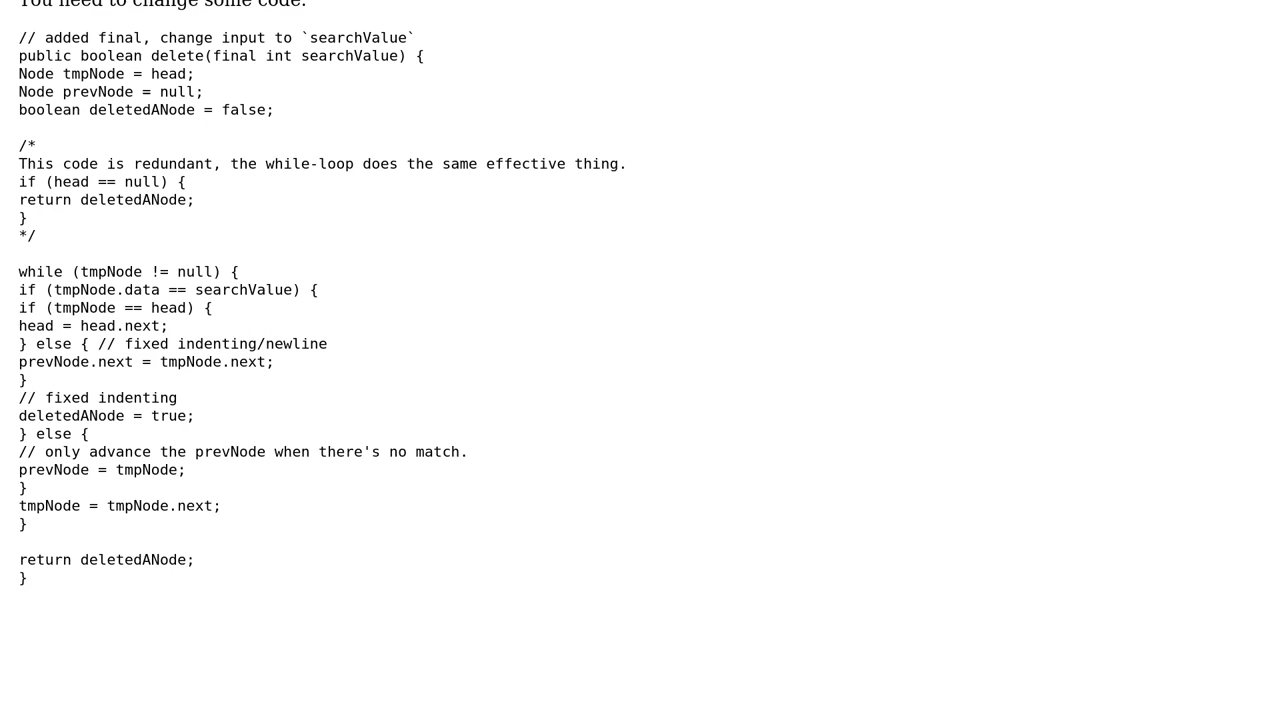 You need to change some code.
// added final, change input to `searchValue`
public boolean delete(final int searchValue) {
Node tmpNode = head;
Node prevNode = null;
boolean deletedANode = false;
/*
This code is redundant, the while-loop does the same effective thing.
if (head == null) {
return deletedANode;
}
*/
while (tmpNode != null) {
if (tmpNode.data == searchValue) {
if (tmpNode == head) {
head = head.next;
} else { // fixed indenting/newline
prevNode.next = tmpNode.next;
}
// fixed indenting
deletedANode = true;
} else {
// only advance the prevNode when there's no match.
prevNode = tmpNode;
}
tmpNode = tmpNode.next;
}
return deletedANode;
}